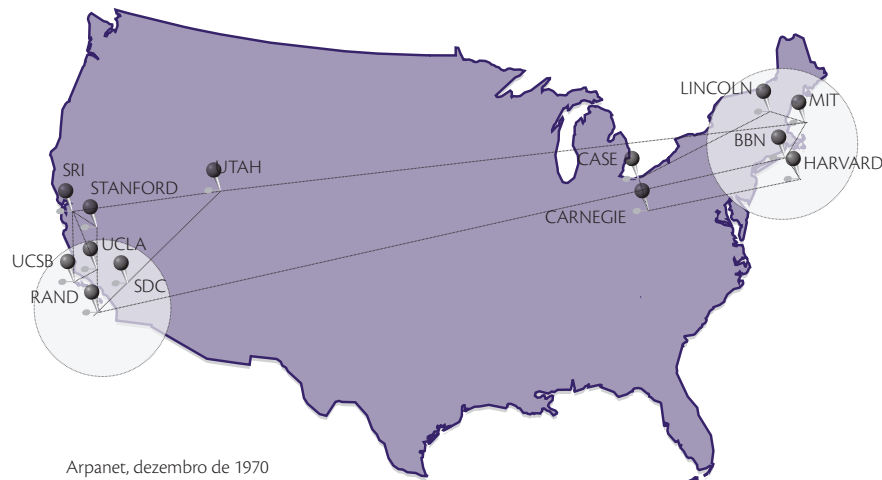 LINCOLN
MIT
BBN
HARVARD
CASE
CARNEGIE
UTAH
SRI
STANFORD
UCLA
UCSB
SDC
RAND
Arpanet, dezembro de 1970